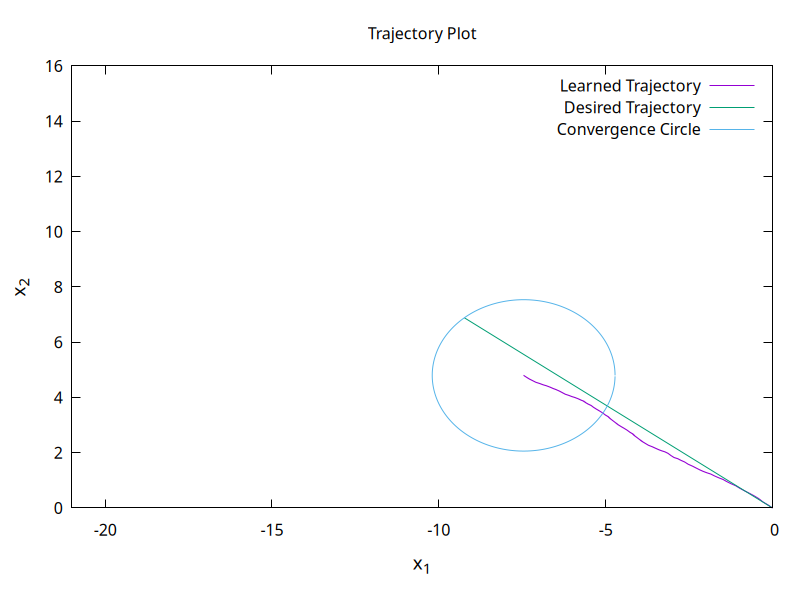 Trajectory Plot
Learned Trajectory
Desired Trajectory
Convergence Circle
16
14
12
10
8
6
4
2
0
x₂
-20 -15 -10 -5 0
x₁